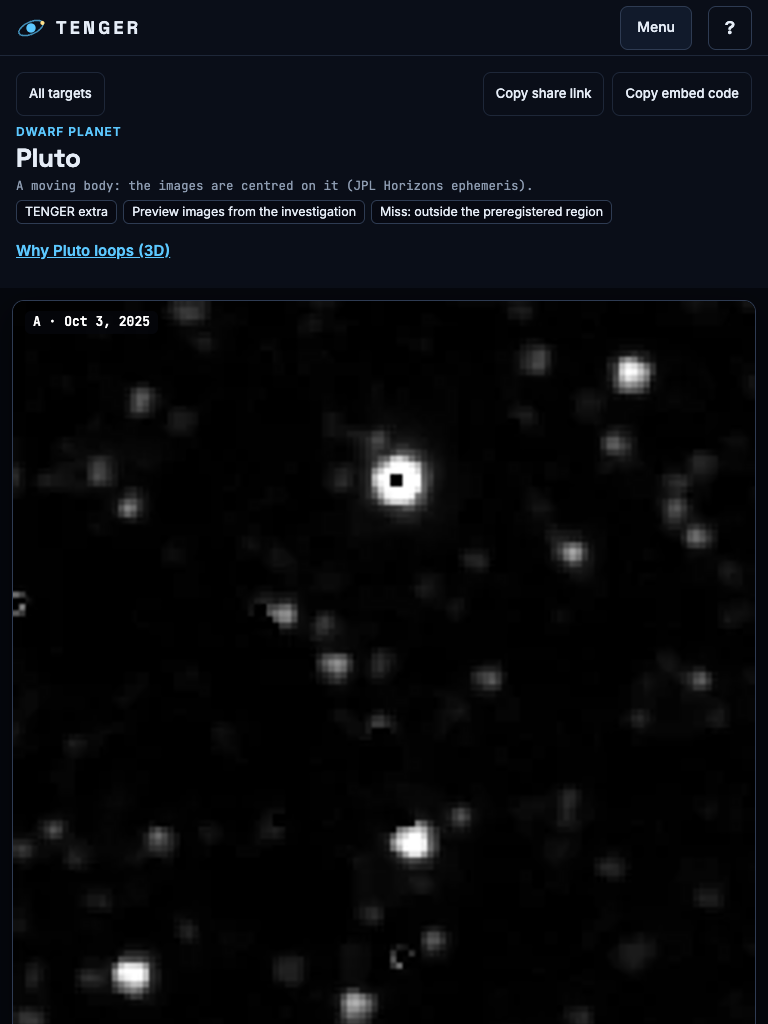 TENGER
Menu
?
All targets
Copy share link
Copy embed code
DWARF PLANET
Pluto
A moving body: the images are centred on it (JPL Horizons ephemeris).
TENGER extra
Preview images from the investigation
Miss: outside the preregistered region
Why Pluto loops (3D)
A · Oct 3, 2025